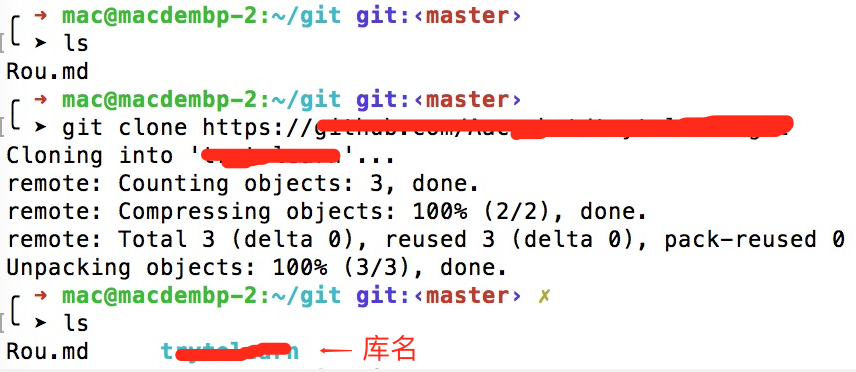 ➜ mac@macdembp-2:~/git git:‹master›
➤ ls
Rou.md
➜ mac@macdembp-2:~/git git:‹master›
➤ git clone https://
Cloning into ''...
remote: Counting objects: 3, done.
remote: Compressing objects: 100% (2/2), done.
remote: Total 3 (delta 0), reused 3 (delta 0), pack-reused 0
Unpacking objects: 100% (3/3), done.
➜ mac@macdembp-2:~/git git:‹master› ✗
➤ ls
Rou.md ← 库名